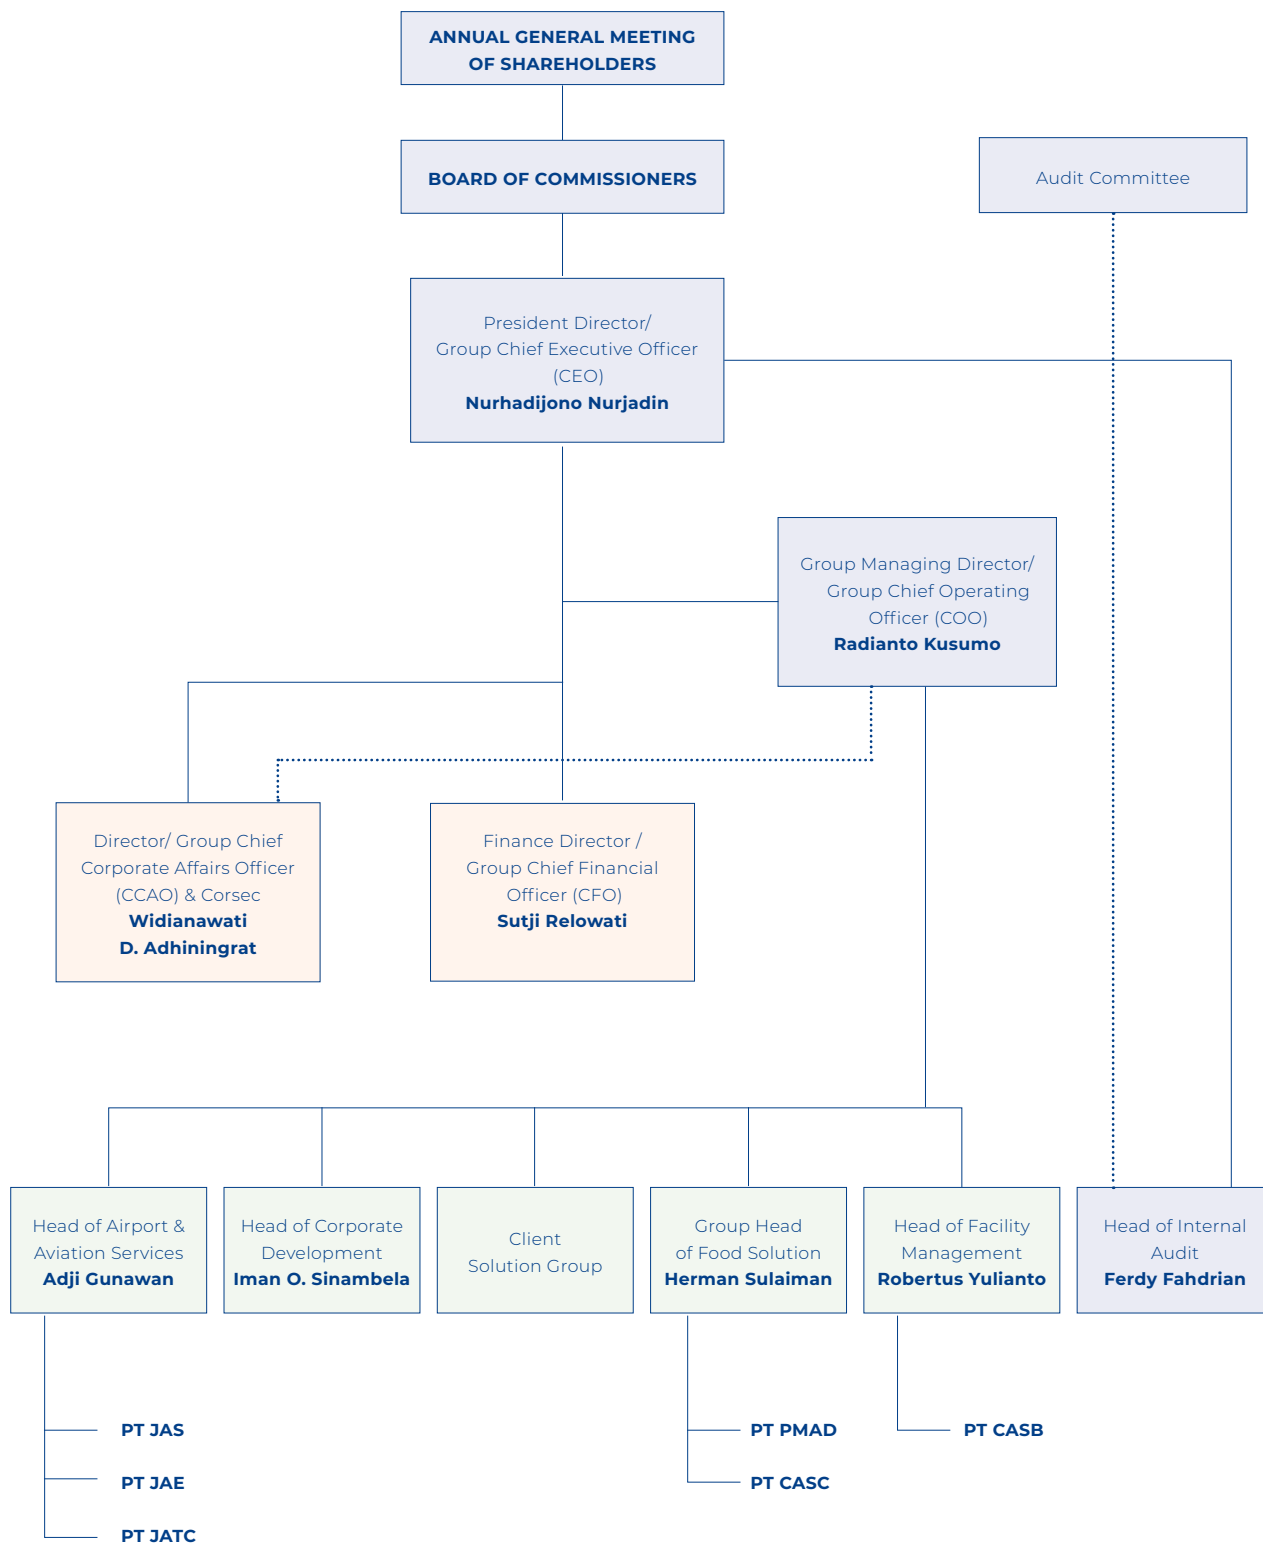 ANNUAL GENERAL MEETING
OF SHAREHOLDERS
BOARD OF COMMISSIONERS
Audit Committee
President Director/
Group Chief Executive Officer
(CEO)
Nurhadijono Nurjadin
Group Managing Director/
Group Chief Operating
Officer (COO)
Radianto Kusumo
Director/ Group Chief
Corporate Affairs Officer
(CCAO) & Corsec
Widianawati
D. Adhiningrat
Finance Director /
Group Chief Financial
Officer (CFO)
Sutji Relowati
Head of Airport &
Aviation Services
Adji Gunawan
Head of Corporate
Development
Iman O. Sinambela
Client
Solution Group
Group Head
of Food Solution
Herman Sulaiman
Head of Facility
Management
Robertus Yulianto
Head of Internal
Audit
Ferdy Fahdrian
PT JAS
PT JAE
PT JATC
PT PMAD
PT CASC
PT CASB